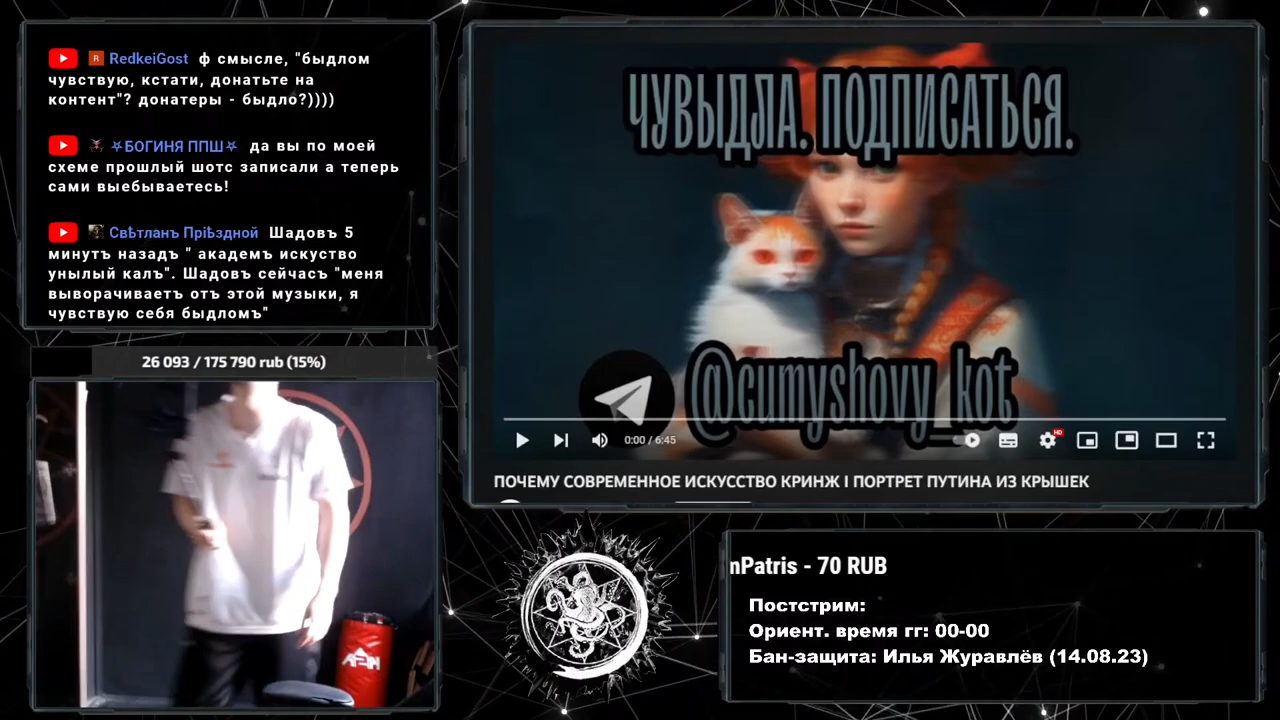 RedkeiGost ф смысле, "быдлом
чувствую, кстати, донатьте на
контент"? донатеры - быдло?))))
⛧БОГИНЯ ППШ⛧ да вы по моей
схеме прошлый шотс записали а теперь
сами выебываетесь!
Свѣтланъ Прiѣздной Шадовъ 5
минутъ назадъ " академъ искуство
унылый калъ". Шадовъ сейчасъ "меня
выворачиваетъ отъ этой музыки, я
чувствую себя быдломъ"
26 093 / 175 790 rub (15%)
ЧУВЫДЛА. ПОДПИСАТЬСЯ.
@cumyshovy_kot
0:00 / 6:45
HD
ПОЧЕМУ СОВРЕМЕННОЕ ИСКУССТВО КРИНЖ I ПОРТРЕТ ПУТИНА ИЗ КРЫШЕК
nPatris - 70 RUB
Постстрим:
Ориент. время гг: 00-00
Бан-защита: Илья Журавлёв (14.08.23)